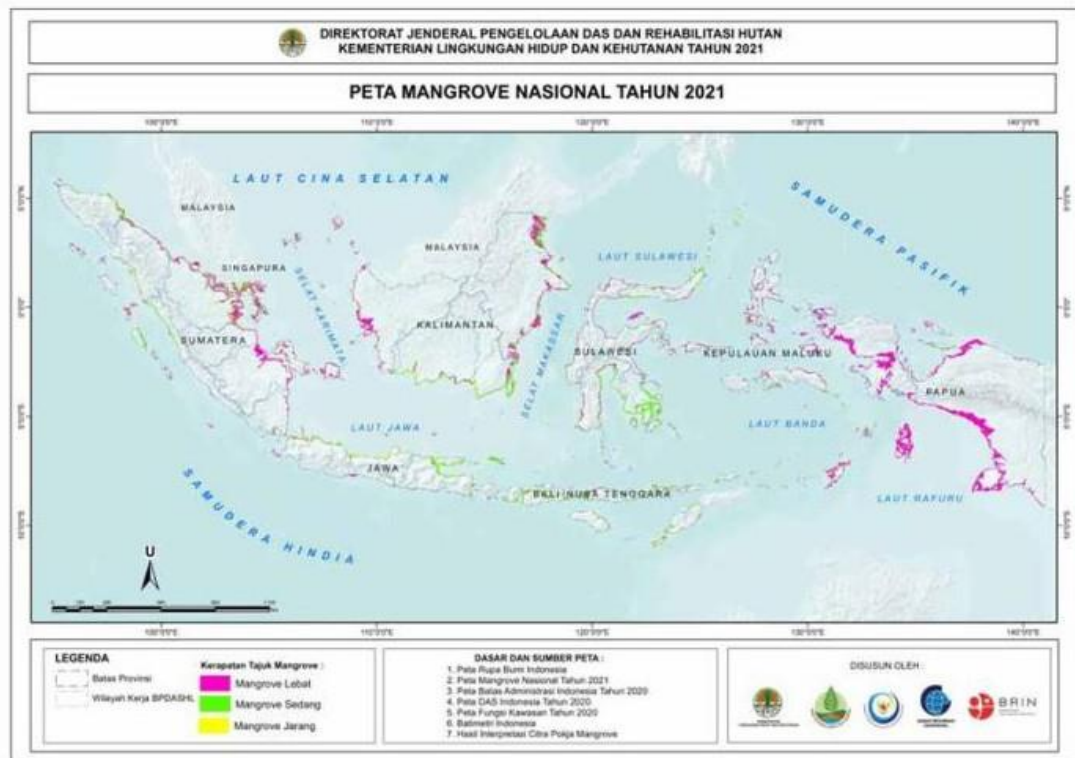 DIREKTORAT JENDERAL PENGELOLAAN DAS DAN REHABILITASI HUTAN
KEMENTERIAN LINGKUNGAN HIDUP DAN KEHUTANAN TAHUN 2021
PETA MANGROVE NASIONAL TAHUN 2021
LAUT CINA SELATAN
MALAYSIA
SAMUDERA PASIFIK
MALAYSIA
LAUT SULAWESI
SINGAPURA
SELAT KARIMATA
KALIMANTAN
SELAT MAKASSAR
SUMATERA
SULAWESI
KEPULAUAN MALUKU
PAPUA
LAUT JAWA
LAUT BANDA
JAWA
BALI NUSA TENGGARA
LAUT RAFURU
SAMUDERA HINDIA
U
LEGENDA
Batas Provinsi
Wilayah Kerja BPDASHL
Kerapatan Tajuk Mangrove :
Mangrove Lebat
Mangrove Sedang
Mangrove Jarang
DASAR DAN SUMBER PETA :
1. Peta Rupa Bumi Indonesia
2. Peta Mangrove Nasional Tahun 2021
3. Peta Batas Administrasi Indonesia Tahun 2020
4. Peta DAS Indonesia Tahun 2020
5. Peta Fungsi Kawasan Tahun 2020
6. Batimetri Indonesia
7. Hasil Interpretasi Citra Pokja Mangrove
DISUSUN OLEH :
BRIN